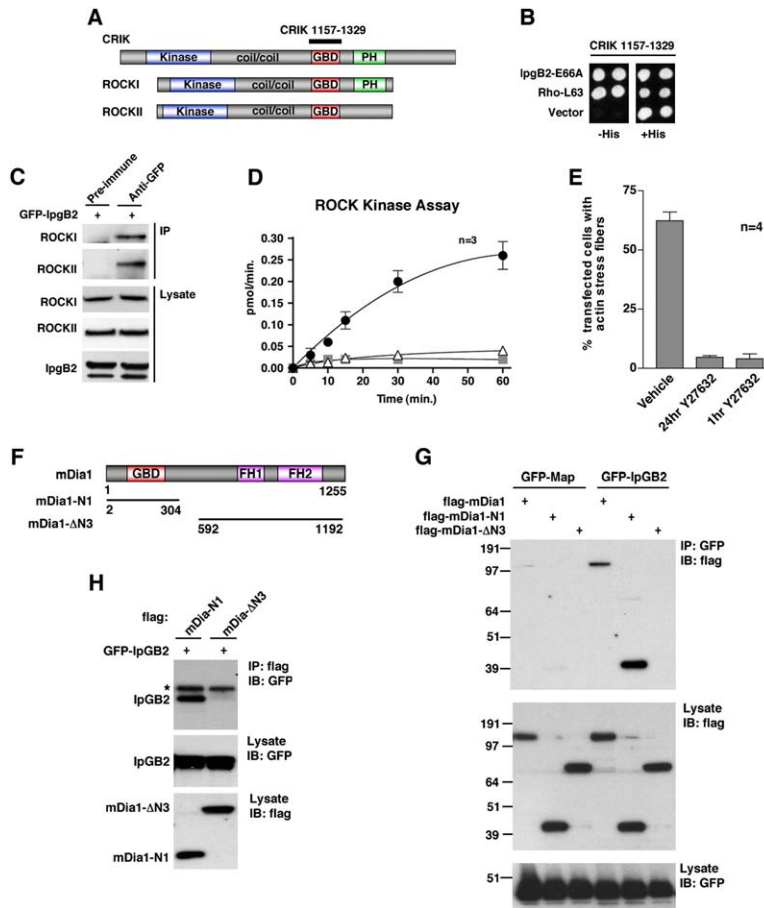 A
CRIK 1157-1329
CRIK
Kinase coil/coil GBD PH
ROCKI
Kinase coil/coil GBD PH
ROCKII
Kinase coil/coil GBD
B
CRIK 1157-1329
IpgB2-E66A
Rho-L63
Vector
-His +His
C
Pre-immune
Anti-GFP
GFP-IpgB2 + +
IP
ROCKI
ROCKII
Lysate
ROCKI
ROCKII
IpgB2
D
ROCK Kinase Assay
n=3
pmol/min.
0.30
0.25
0.20
0.15
0.10
0.05
0.00
0 10 20 30 40 50 60
Time (min.)
E
% transfected cells with
actin stress fibers
75
50
25
0
n=4
Vehicle
24hr Y27632
1hr Y27632
F
mDia1
GBD FH1 FH2
1 1255
mDia1-N1
2 304
mDia1-ΔN3
592 1192
G
GFP-Map GFP-IpGB2
flag-mDia1 + +
flag-mDia1-N1 + +
flag-mDia1-ΔN3 + +
IP: GFP
IB: flag
191
97
64
51
39
Lysate
IB: flag
191
97
64
51
39
Lysate
IB: GFP
51
H
flag:
mDia-N1
mDia-ΔN3
GFP-IpGB2 + +
IP: flag
IB: GFP
*
IpGB2
Lysate
IB: GFP
IpGB2
Lysate
IB: flag
mDia1-ΔN3
mDia1-N1